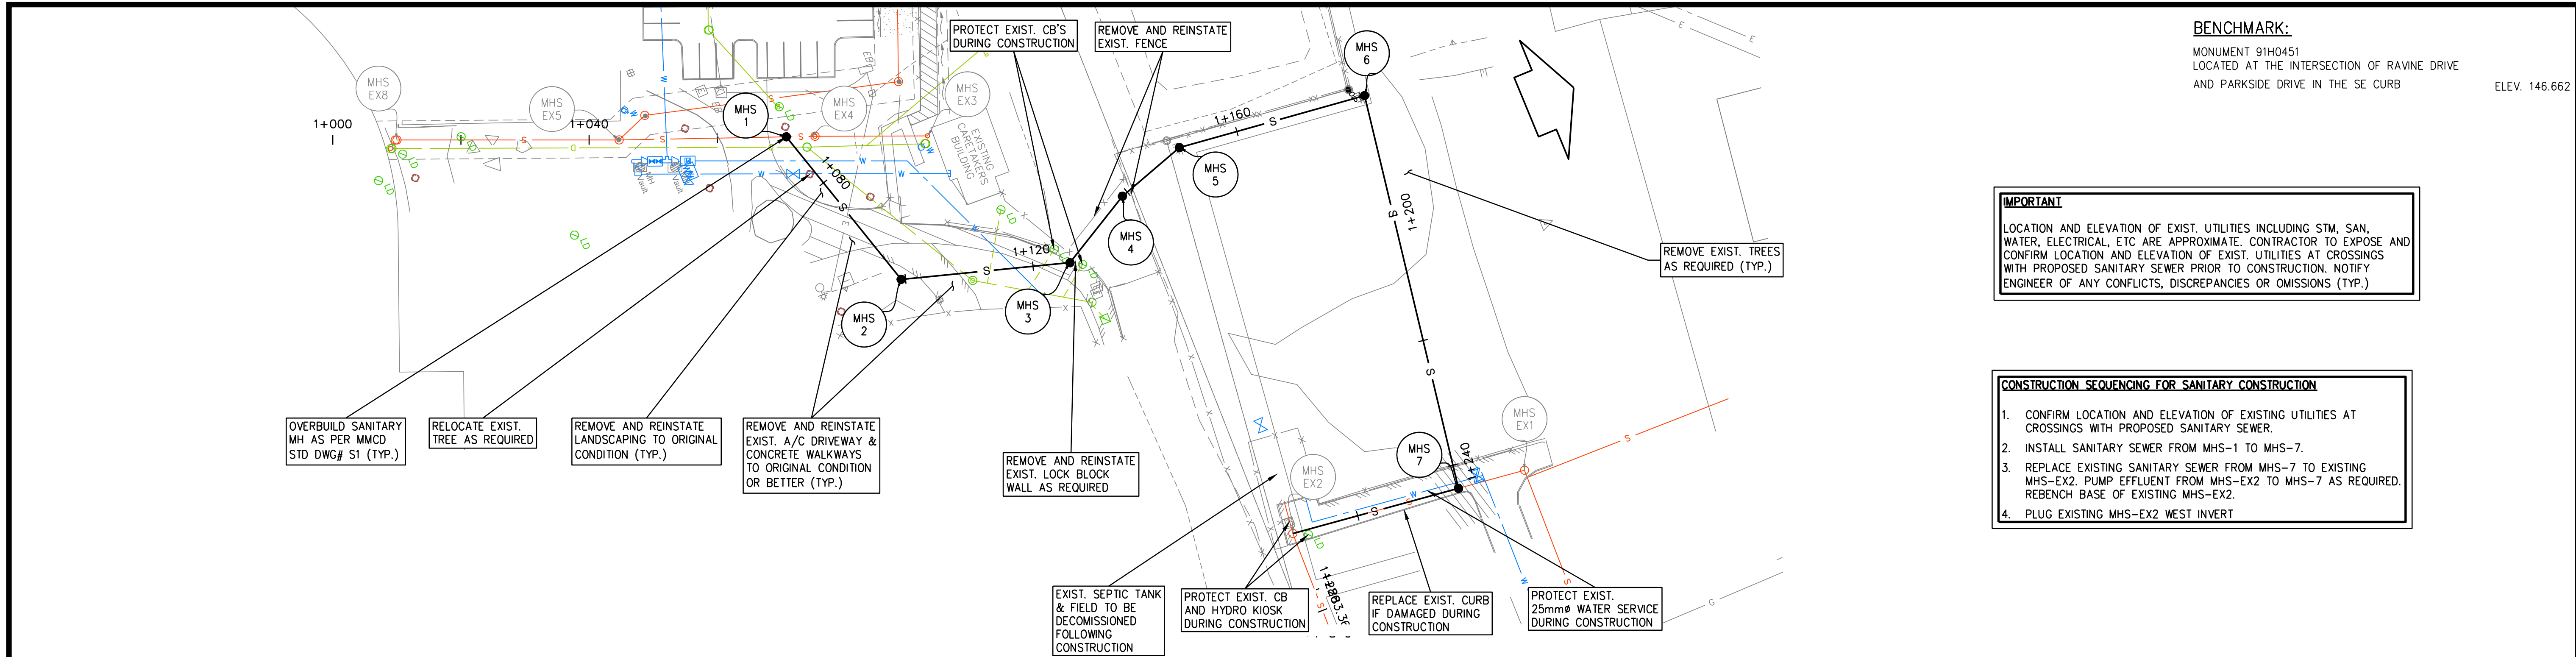 BENCHMARK:
MONUMENT 91H0451
LOCATED AT THE INTERSECTION OF RAVINE DRIVE
AND PARKSIDE DRIVE IN THE SE CURB
ELEV. 146.662
PROTECT EXIST. CB'S
DURING CONSTRUCTION
REMOVE AND REINSTATE
EXIST. FENCE
MHS
6
MHS
EX8
MHS
EX5
MHS
1
MHS
EX4
MHS
EX3
1+000
1+040
1+080
1+120
1+160
1+200
1+240
EXISTING
CARETAKERS
BUILDING
MH
Vault
Vault
MHS
5
MHS
4
MHS
3
MHS
2
MHS
7
MHS
EX1
MHS
EX2
REMOVE EXIST. TREES
AS REQUIRED (TYP.)
IMPORTANT
LOCATION AND ELEVATION OF EXIST. UTILITIES INCLUDING STM, SAN,
WATER, ELECTRICAL, ETC ARE APPROXIMATE. CONTRACTOR TO EXPOSE AND
CONFIRM LOCATION AND ELEVATION OF EXIST. UTILITIES AT CROSSINGS
WITH PROPOSED SANITARY SEWER PRIOR TO CONSTRUCTION. NOTIFY
ENGINEER OF ANY CONFLICTS, DISCREPANCIES OR OMISSIONS (TYP.)
CONSTRUCTION SEQUENCING FOR SANITARY CONSTRUCTION
1. CONFIRM LOCATION AND ELEVATION OF EXISTING UTILITIES AT
CROSSINGS WITH PROPOSED SANITARY SEWER.
2. INSTALL SANITARY SEWER FROM MHS-1 TO MHS-7.
3. REPLACE EXISTING SANITARY SEWER FROM MHS-7 TO EXISTING
MHS-EX2. PUMP EFFLUENT FROM MHS-EX2 TO MHS-7 AS REQUIRED.
REBENCH BASE OF EXISTING MHS-EX2.
4. PLUG EXISTING MHS-EX2 WEST INVERT
OVERBUILD SANITARY
MH AS PER MMCD
STD DWG# S1 (TYP.)
RELOCATE EXIST.
TREE AS REQUIRED
REMOVE AND REINSTATE
LANDSCAPING TO ORIGINAL
CONDITION (TYP.)
REMOVE AND REINSTATE
EXIST. A/C DRIVEWAY &
CONCRETE WALKWAYS
TO ORIGINAL CONDITION
OR BETTER (TYP.)
REMOVE AND REINSTATE
EXIST. LOCK BLOCK
WALL AS REQUIRED
EXIST. SEPTIC TANK
& FIELD TO BE
DECOMISSIONED
FOLLOWING
CONSTRUCTION
PROTECT EXIST. CB
AND HYDRO KIOSK
DURING CONSTRUCTION
REPLACE EXIST. CURB
IF DAMAGED DURING
CONSTRUCTION
PROTECT EXIST.
25mmø WATER SERVICE
DURING CONSTRUCTION